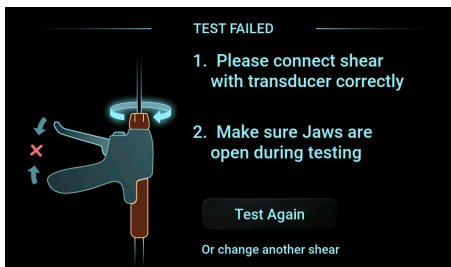 TEST FAILED
1. Please connect shear
with transducer correctly
2. Make sure Jaws are
open during testing
Test Again
Or change another shear